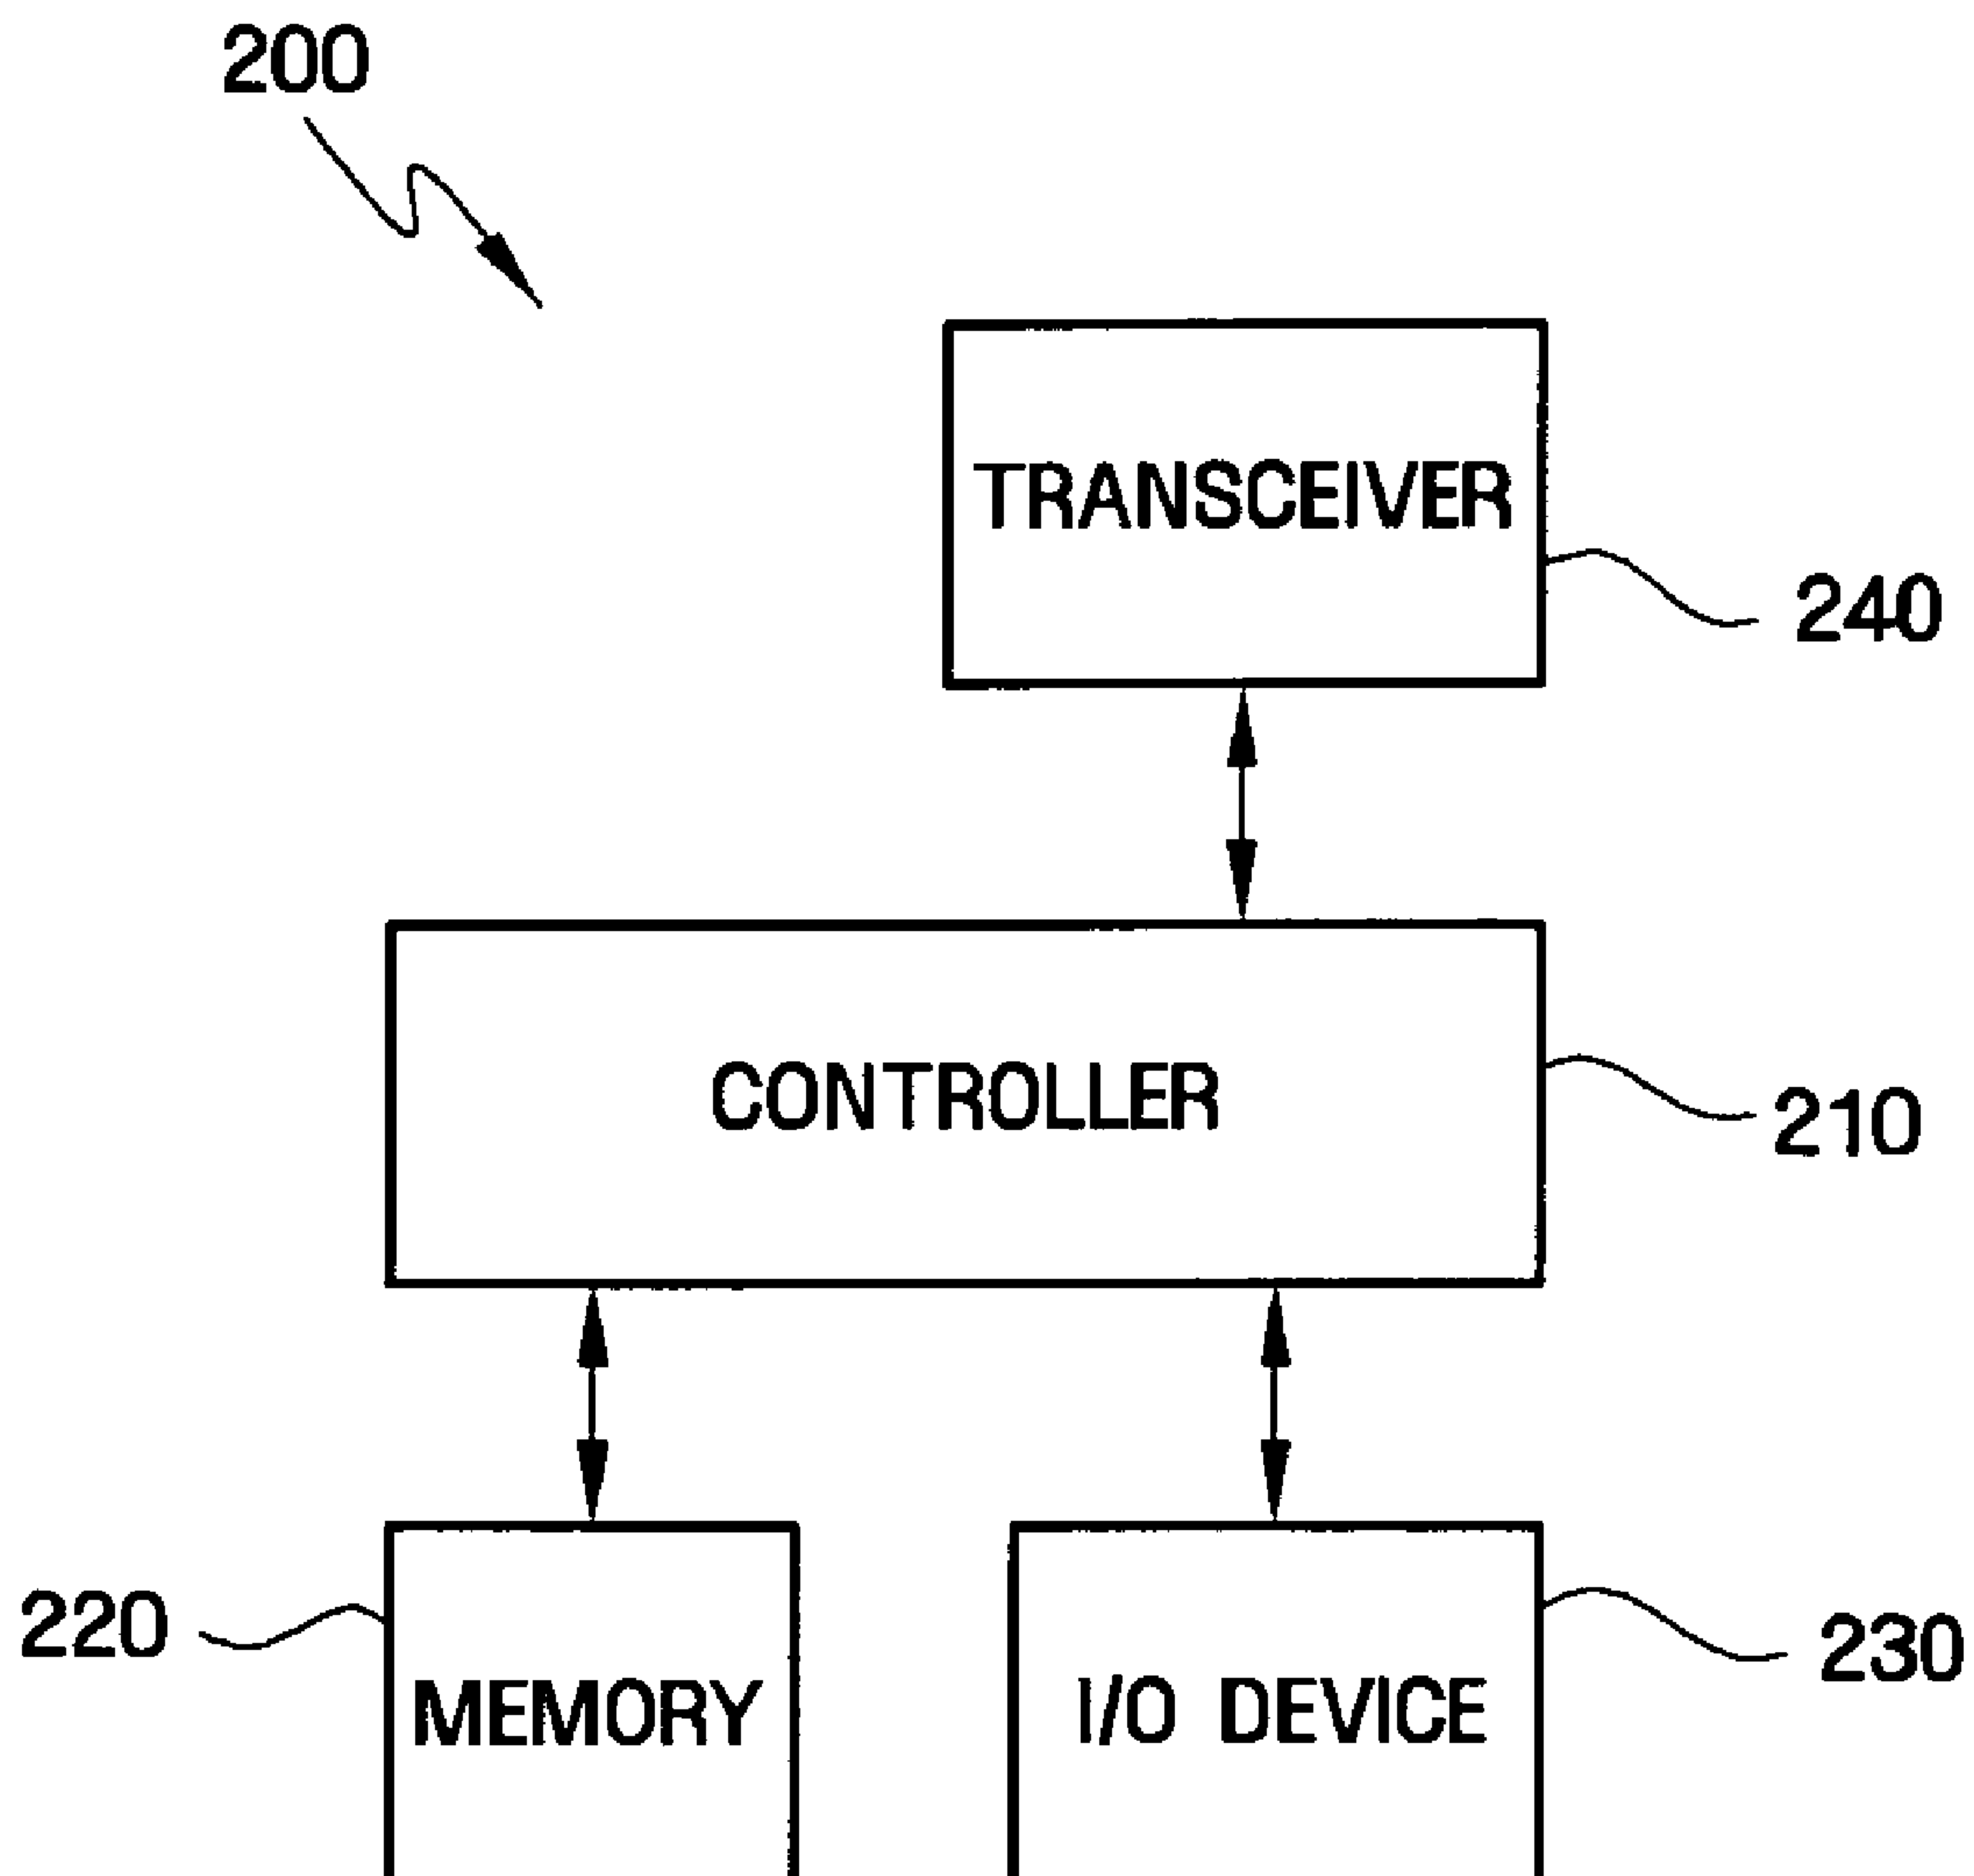 200
TRANSCEIVER
240
CONTROLLER
210
220
230
MEMORY
I/O DEVICE